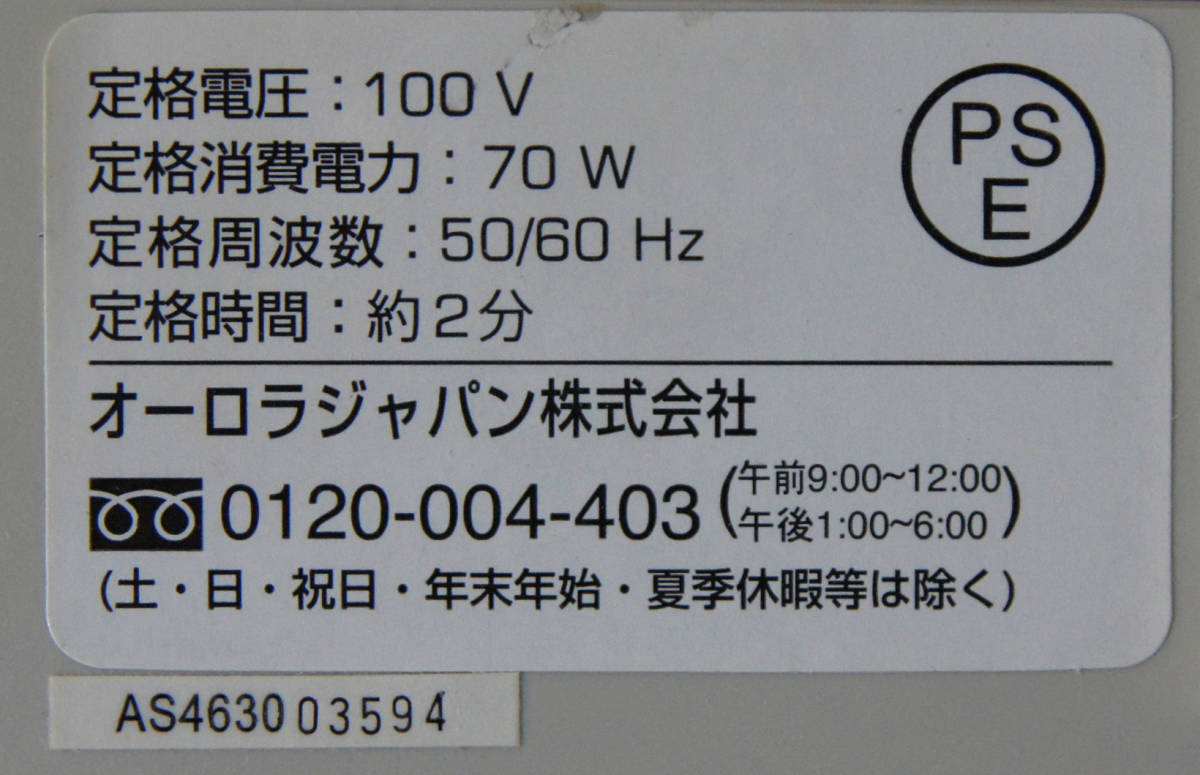 定格電圧：100 V
定格消費電力：70 W
定格周波数：50/60 Hz
定格時間：約2分
PS
E
オーロラジャパン株式会社
0120-004-403 (午前9:00~12:00
午後1:00~6:00)
(土・日・祝日・年末年始・夏季休暇等は除く)
AS463003594